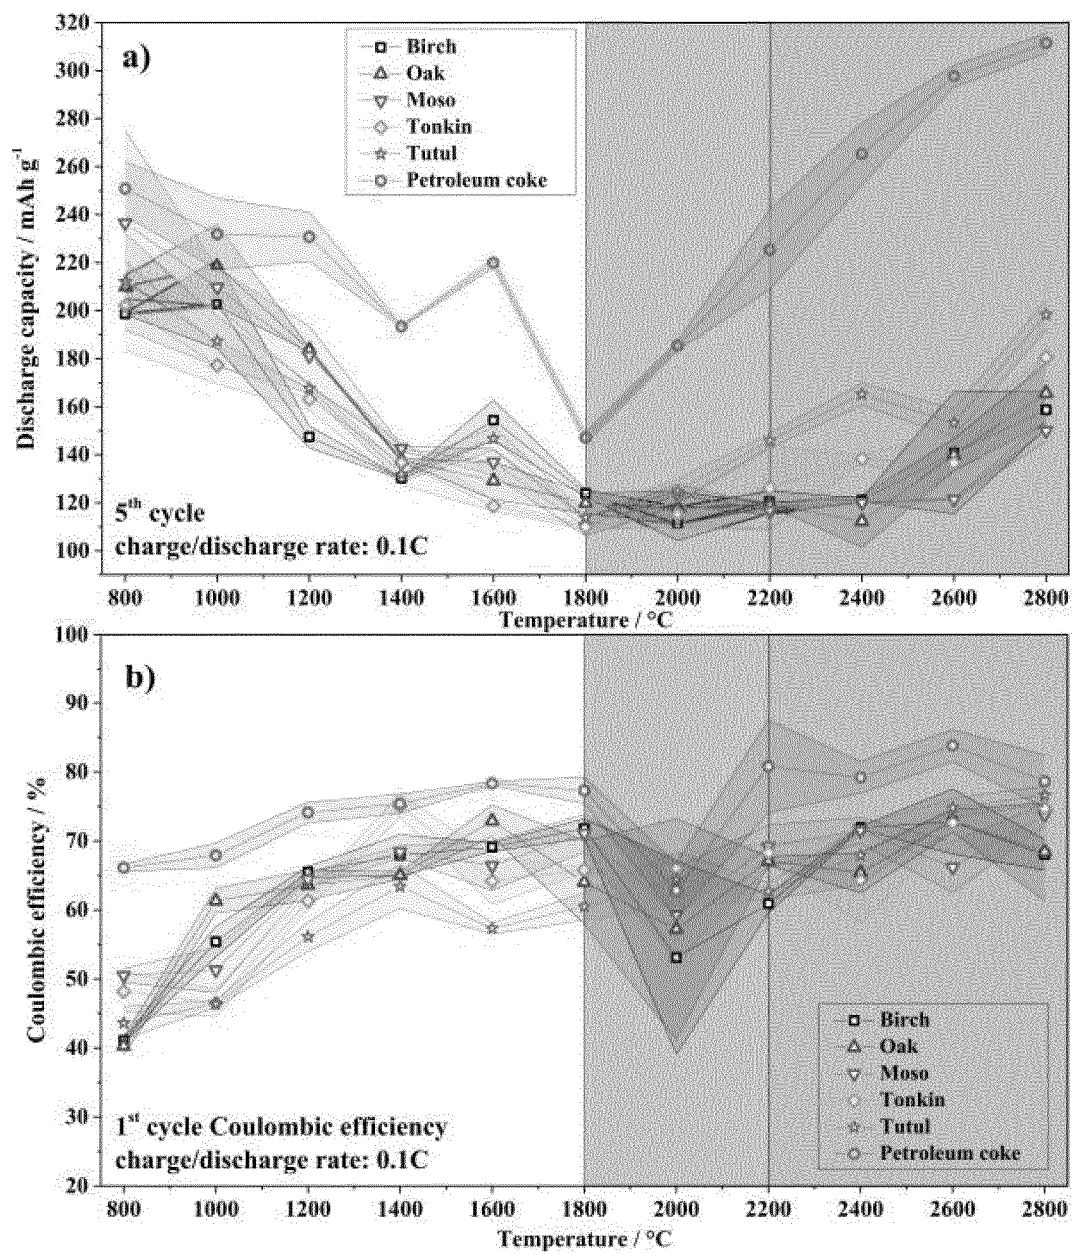 a)
Birch
Oak
Moso
Tonkin
Tutul
Petroleum coke
320
300
280
260
240
220
200
180
160
140
120
100
Discharge capacity / mAh g⁻¹
5ᵗʰ cycle
charge/discharge rate: 0.1C
800 1000 1200 1400 1600 1800 2000 2200 2400 2600 2800
Temperature / °C
b)
100
90
80
70
60
50
40
30
20
Coulombic efficiency / %
Birch
Oak
Moso
Tonkin
Tutul
Petroleum coke
1ˢᵗ cycle Coulombic efficiency
charge/discharge rate: 0.1C
800 1000 1200 1400 1600 1800 2000 2200 2400 2600 2800
Temperature / °C